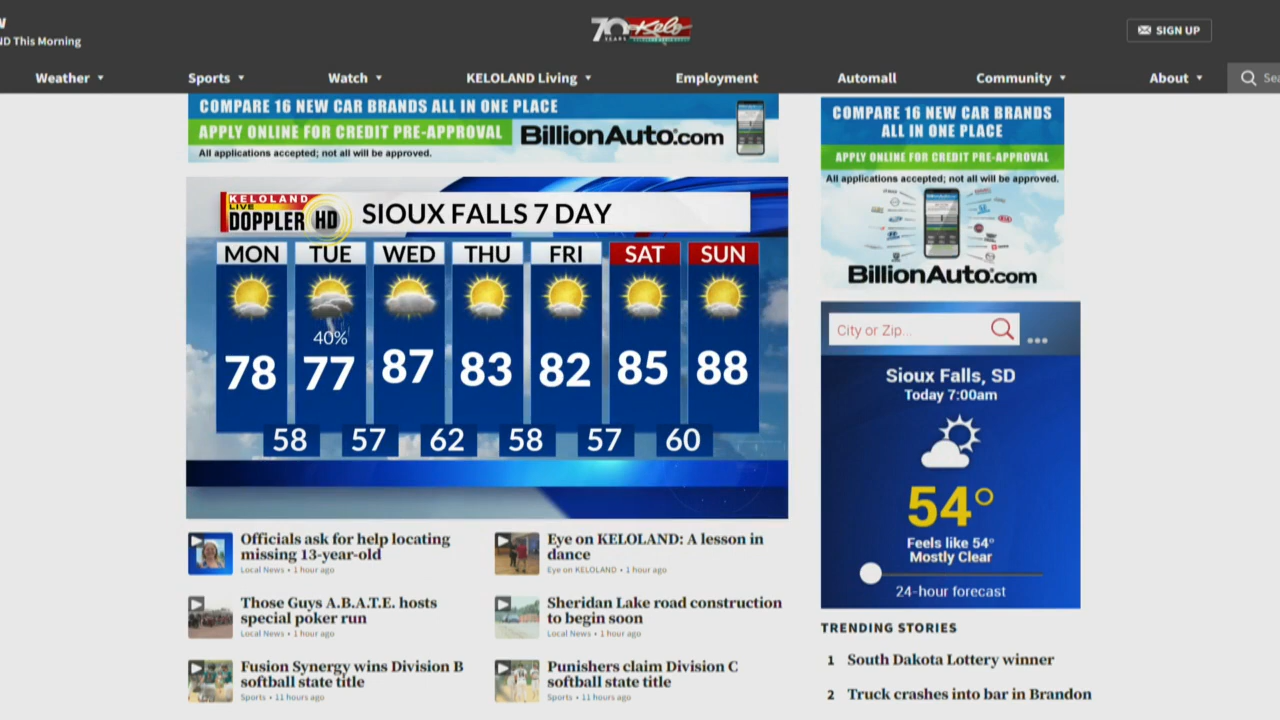 ND This Morning
70 YEARS Kelo
SIGN UP
Weather Sports Watch KELOLAND Living Employment Automall Community About
COMPARE 16 NEW CAR BRANDS ALL IN ONE PLACE
APPLY ONLINE FOR CREDIT PRE-APPROVAL
BillionAuto.com
All applications accepted; not all will be approved.
KELOLAND
LIVE
DOPPLER HD
SIOUX FALLS 7 DAY
MON TUE WED THU FRI SAT SUN
40%
78 77 87 83 82 85 88
58 57 62 58 57 60
COMPARE 16 NEW CAR BRANDS
ALL IN ONE PLACE
APPLY ONLINE FOR CREDIT PRE-APPROVAL
All applications accepted; not all will be approved.
BillionAuto.com
City or Zip...
Sioux Falls, SD
Today 7:00am
54°
Feels like 54°
Mostly Clear
24-hour forecast
Officials ask for help locating
missing 13-year-old
Local News • 1 hour ago
Eye on KELOLAND: A lesson in
dance
Eye on KELOLAND • 1 hour ago
Those Guys A.B.A.T.E. hosts
special poker run
Local News • 1 hour ago
Sheridan Lake road construction
to begin soon
Local News • 1 hour ago
Fusion Synergy wins Division B
softball state title
Sports • 11 hours ago
Punishers claim Division C
softball state title
Sports • 11 hours ago
TRENDING STORIES
1 South Dakota Lottery winner
2 Truck crashes into bar in Brandon